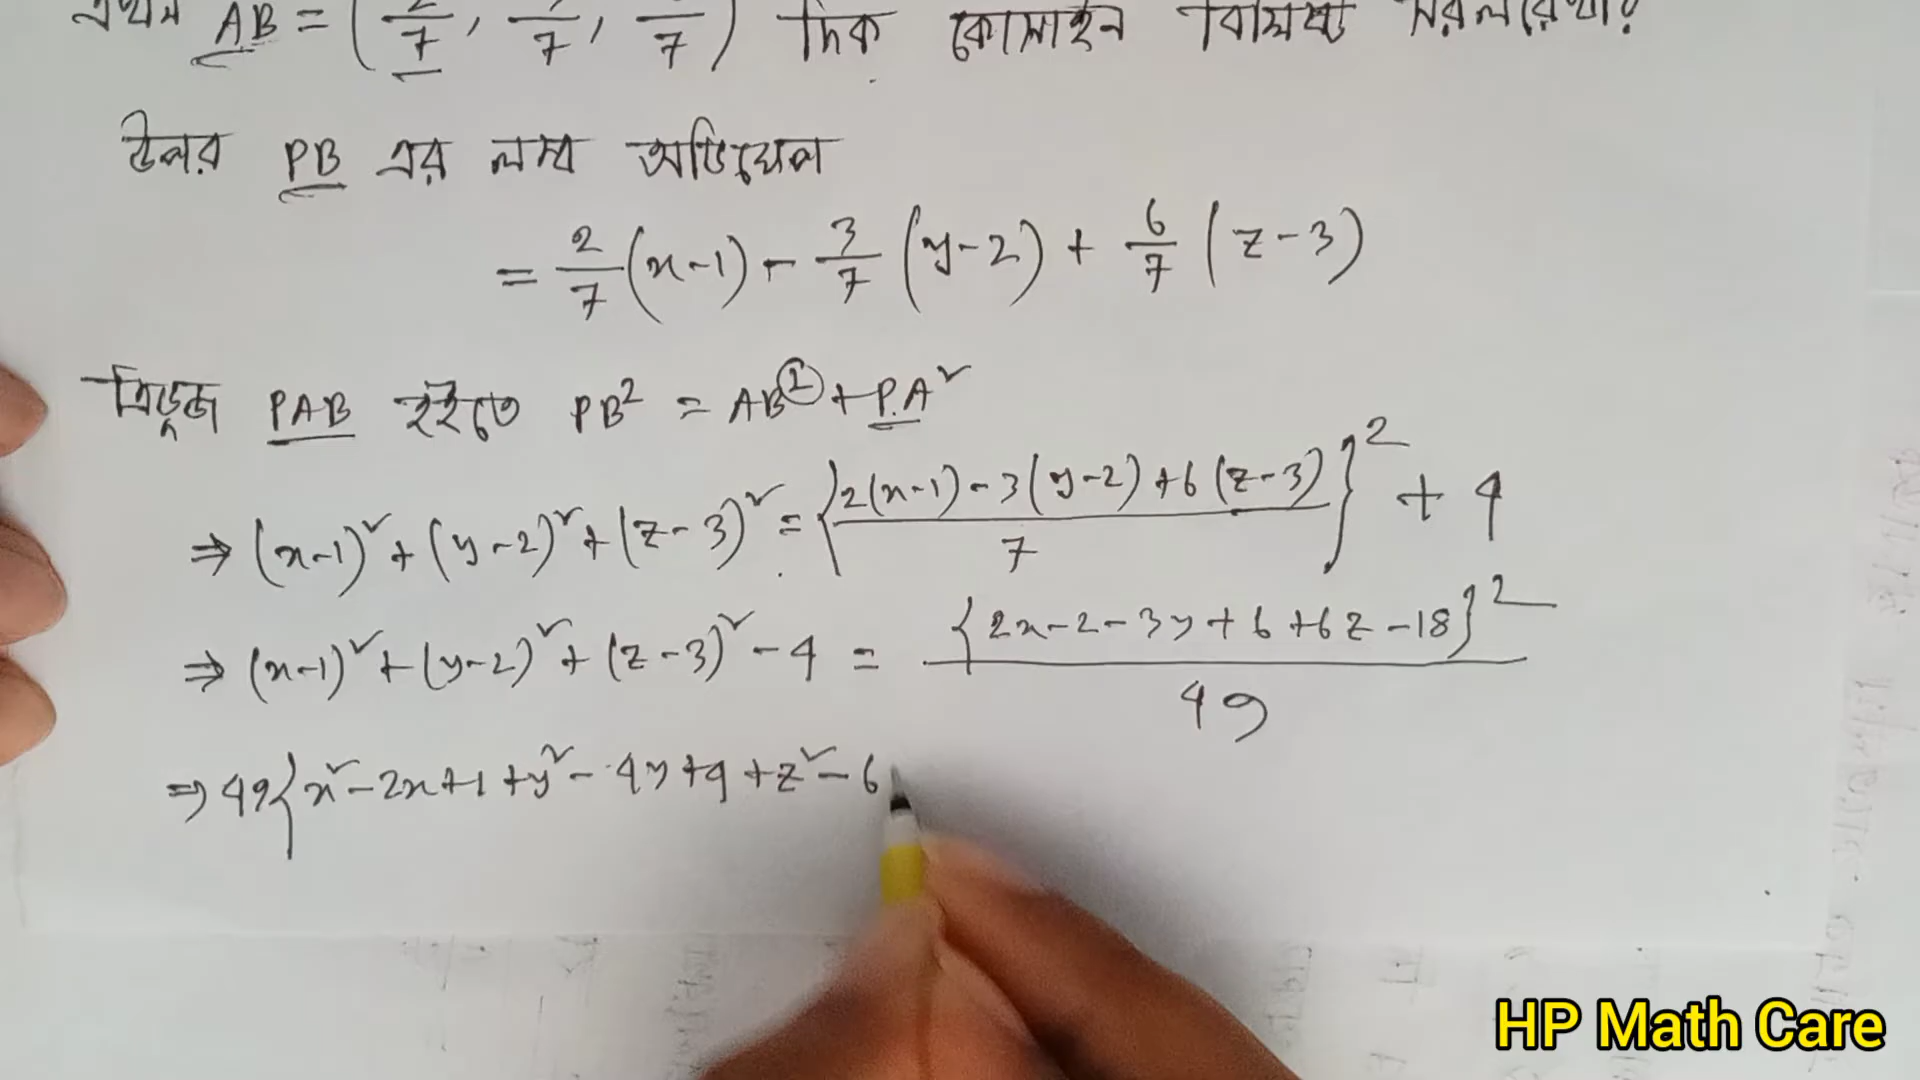 এখন AB = ( 2/7 , /7 , /7 ) দিক কোসাইন বিশিষ্ট সরলরেখার
উপর PB এর লম্ব অভিক্ষেপ
= 2/7 (x-1) - 3/7 (y-2) + 6/7 (z-3)
ত্রিভুজ PAB হইতে PB² = AB² + PA²
⇒ (x-1)² + (y-2)² + (z-3)² = {2(x-1) - 3(y-2) + 6(z-3) / 7}² + 4
⇒ (x-1)² + (y-2)² + (z-3)² - 4 = {2x-2-3y+6+6z-18}² / 49
⇒ 49{x² - 2x + 1 + y² - 4y + 4 + z² - 6
HP Math Care